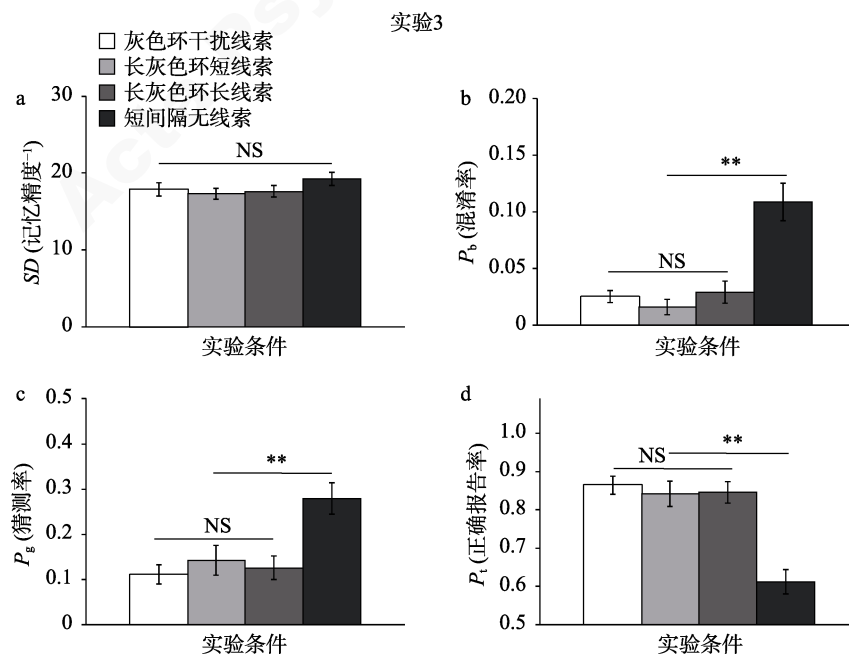 实验3
灰色环干扰线索
长灰色环短线索
长灰色环长线索
短间隔无线索
a
30
20
10
0
SD (记忆精度⁻¹)
NS
实验条件
b
0.20
0.15
0.10
0.05
0
Pb (混淆率)
**
NS
实验条件
c
0.5
0.4
0.3
0.2
0.1
0
Pg (猜测率)
**
NS
实验条件
d
1.0
0.9
0.8
0.7
0.6
0.5
Pt (正确报告率)
NS
**
实验条件